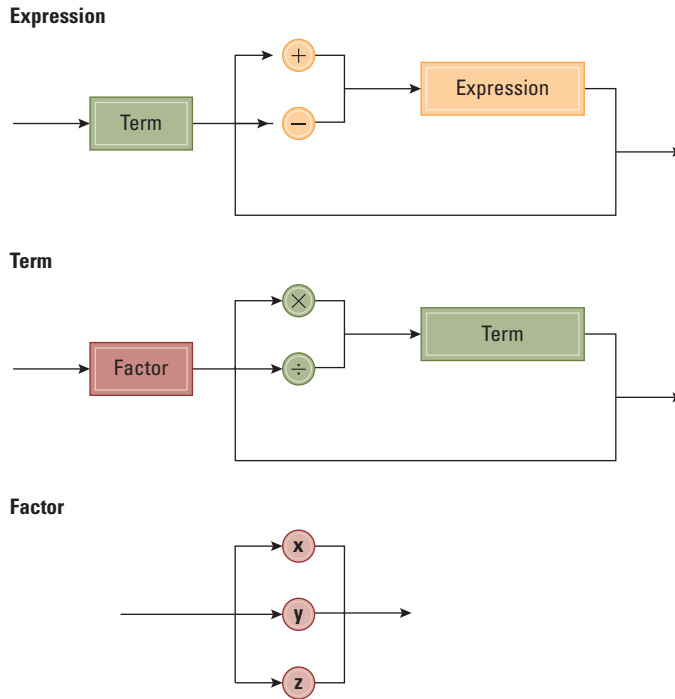 Expression
+
Expression
Term
−
Term
×
Term
Factor
÷
Factor
x
y
z